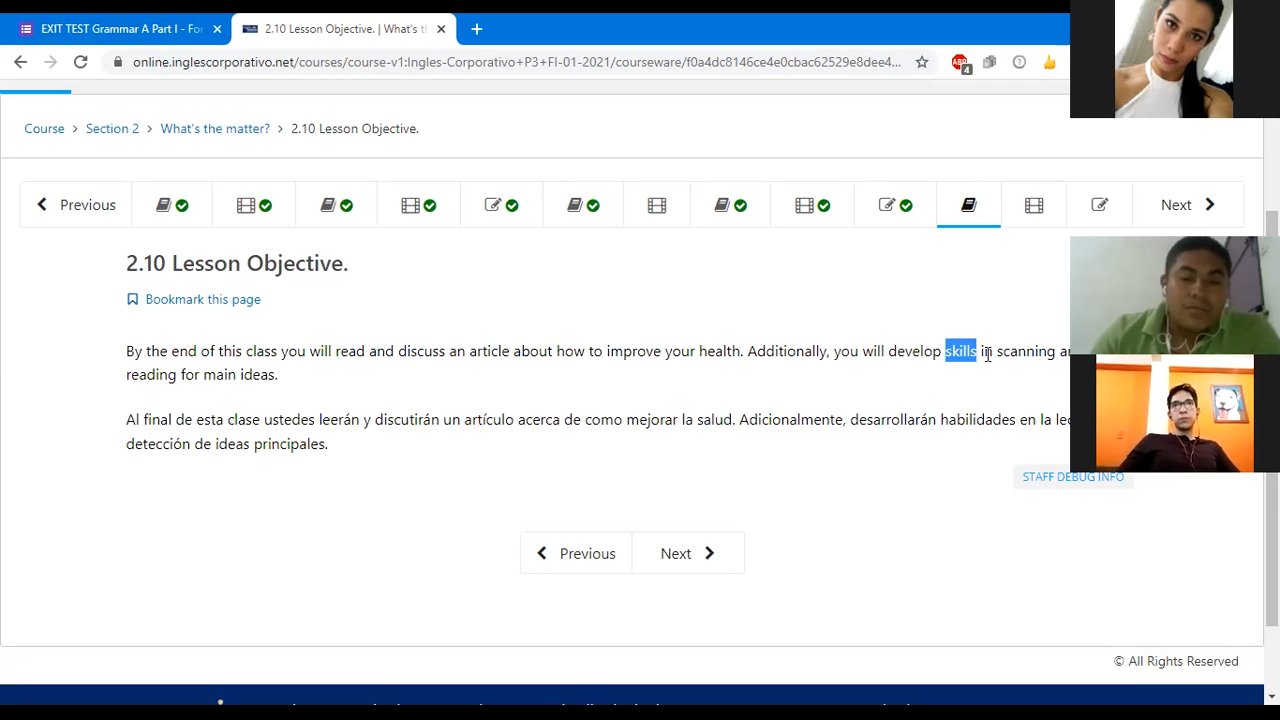 EXIT TEST Grammar A Part I - For
2.10 Lesson Objective. | What's th
online.inglescorporativo.net/courses/course-v1:Ingles-Corporativo+P3+FI-01-2021/courseware/f0a4dc8146ce4e0cbac62529e8dee4...
ABP
4
Course > Section 2 > What's the matter? > 2.10 Lesson Objective.
Previous
Next
2.10 Lesson Objective.
Bookmark this page
By the end of this class you will read and discuss an article about how to improve your health. Additionally, you will develop skills in scanning
reading for main ideas.
Al final de esta clase ustedes leerán y discutirán un artículo acerca de como mejorar la salud. Adicionalmente, desarrollarán habilidades en la
detección de ideas principales.
STAFF DEBUG INFO
Previous
Next
© All Rights Reserved